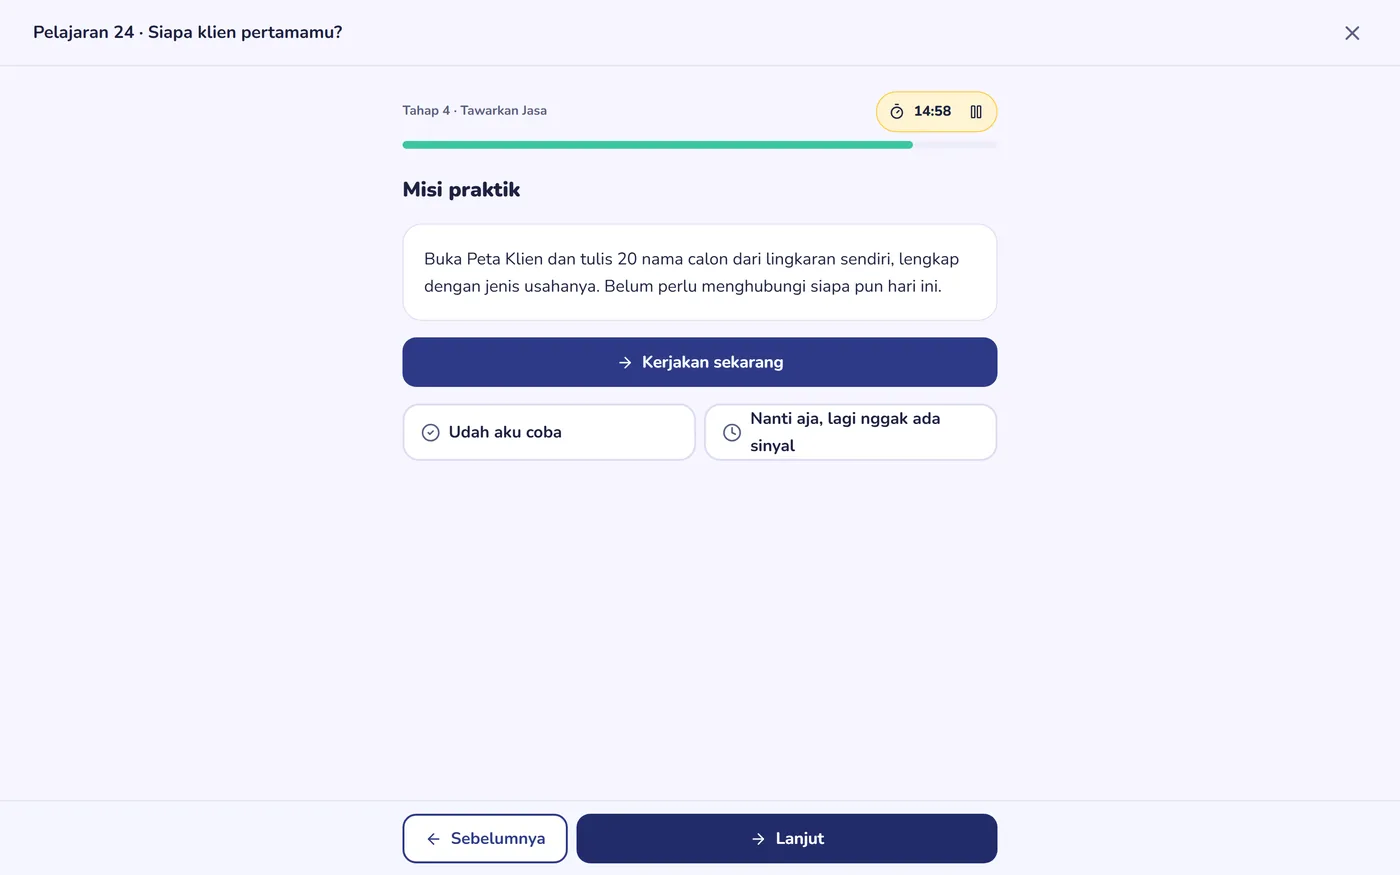 Pelajaran 24 · Siapa klien pertamamu?
Tahap 4 · Tawarkan Jasa
14:58
Misi praktik
Buka Peta Klien dan tulis 20 nama calon dari lingkaran sendiri, lengkap
dengan jenis usahanya. Belum perlu menghubungi siapa pun hari ini.
Kerjakan sekarang
Udah aku coba
Nanti aja, lagi nggak ada
sinyal
Sebelumnya
Lanjut